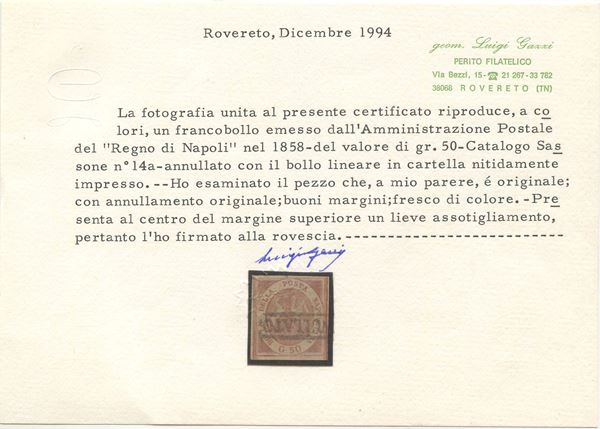 Rovereto, Dicembre 1994
geom. Luigi Gazzi
PERITO FILATELICO
Via Bezzi, 15-☎ 21 267-33 782
38068 ROVERETO (TN)
La fotografia unita al presente certificato riproduce, a co
lori, un francobollo emesso dall'Amministrazione Postale
del "Regno di Napoli" nel 1858-del valore di gr. 50-Catalogo Sas
sone n° 14a-annullato con il bollo lineare in cartella nitidamente
impresso. --Ho esaminato il pezzo che, a mio parere, é originale;
con annullamento originale;buoni margini;fresco di colore. -Pre
senta al centro del margine superiore un lieve assotigliamento,
pertanto l'ho firmato alla rovescia.-------------------------
DELLA POSTA
G. 50